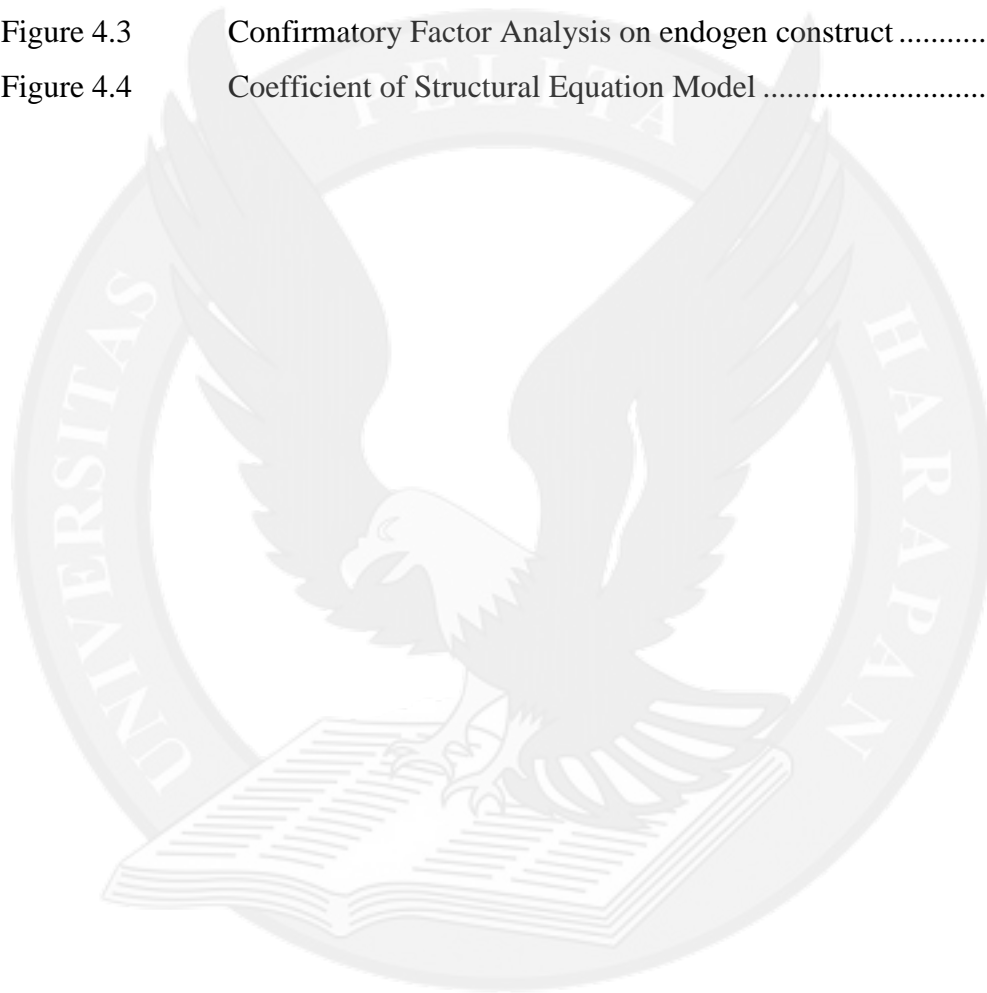 Figure 4.3 Confirmatory Factor Analysis on endogen construct ...........
Figure 4.4 Coefficient of Structural Equation Model ............................
UNIVERSITAS PELITA HARAPAN